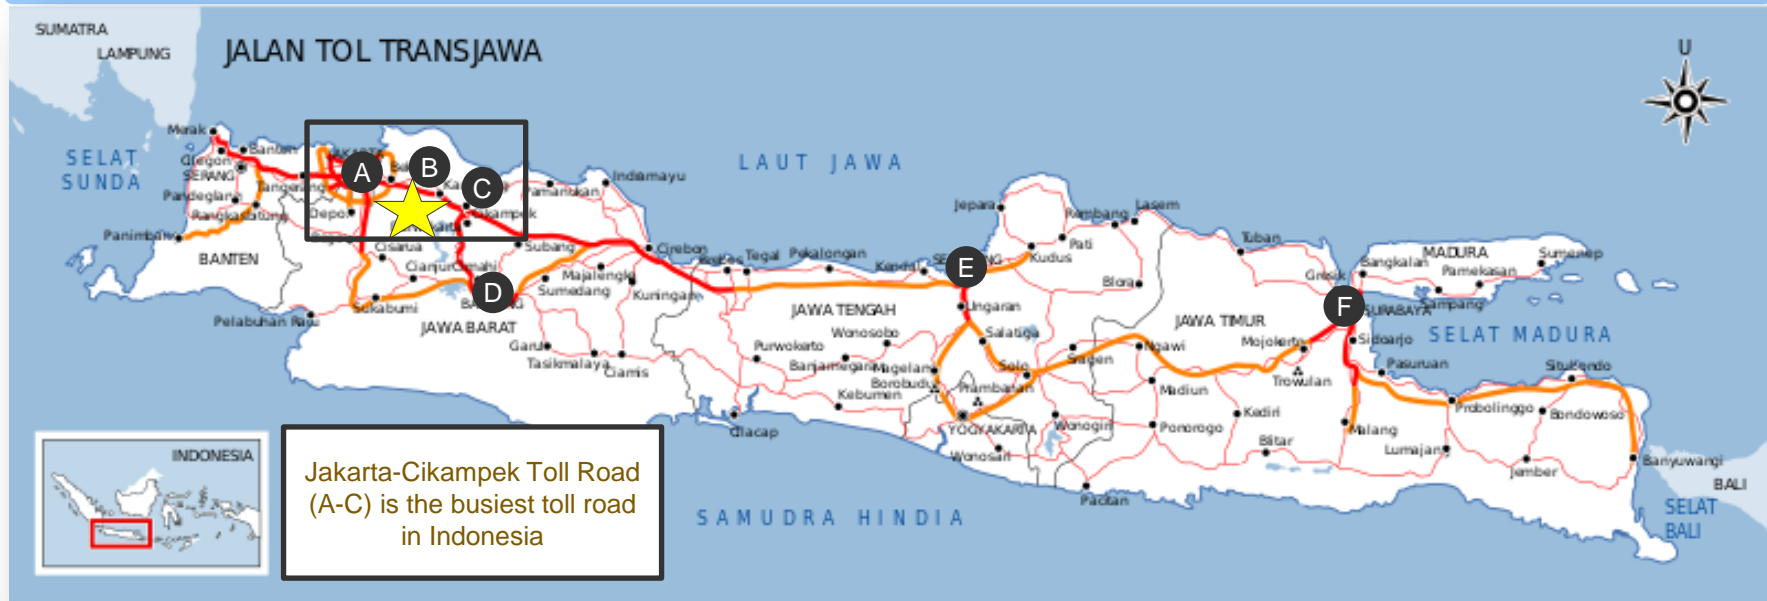 SUMATRA
LAMPUNG
JALAN TOL TRANSJAWA
U
Merak
Banten
SELAT
SUNDA
SERANG
Tangerang
Pandeglang
Rangkasbitung
Panimbang
BANTEN
A
B
C
Depok
Cikampek
Pamanukan
Indramayu
LAUT JAWA
Cisarua
Cianjur
Cimahi
Subang
Cirebon
D
Sukabumi
Pelabuhan Ratu
JAWA BARAT
Sumedang
Majalengka
Kuningan
Garut
Tasikmalaya
Ciamis
Brebes
Tegal
Pekalongan
Kendal
E
Jepara
Rembang
Lasem
Pati
Kudus
Blora
Ungaran
JAWA TENGAH
Wonosobo
Salatiga
Purwokerto
Banjarnegara
Magelang
Borobudur
Solo
Sragen
Prambanan
Kebumen
Cilacap
YOGYAKARTA
Wonogiri
Wonosari
Pacitan
Tuban
Gresik
Bangkalan
MADURA
Sumenep
Pamekasan
Sampang
F
SURABAYA
SELAT MADURA
JAWA TIMUR
Ngawi
Mojokerto
Sidoarjo
Pasuruan
Trowulan
Madiun
Situbondo
Probolinggo
Bondowoso
Kediri
Ponorogo
Blitar
Malang
Lumajang
Jember
Banyuwangi
BALI
SELAT
BALI
SAMUDRA HINDIA
INDONESIA
Jakarta-Cikampek Toll Road
(A-C) is the busiest toll road
in Indonesia